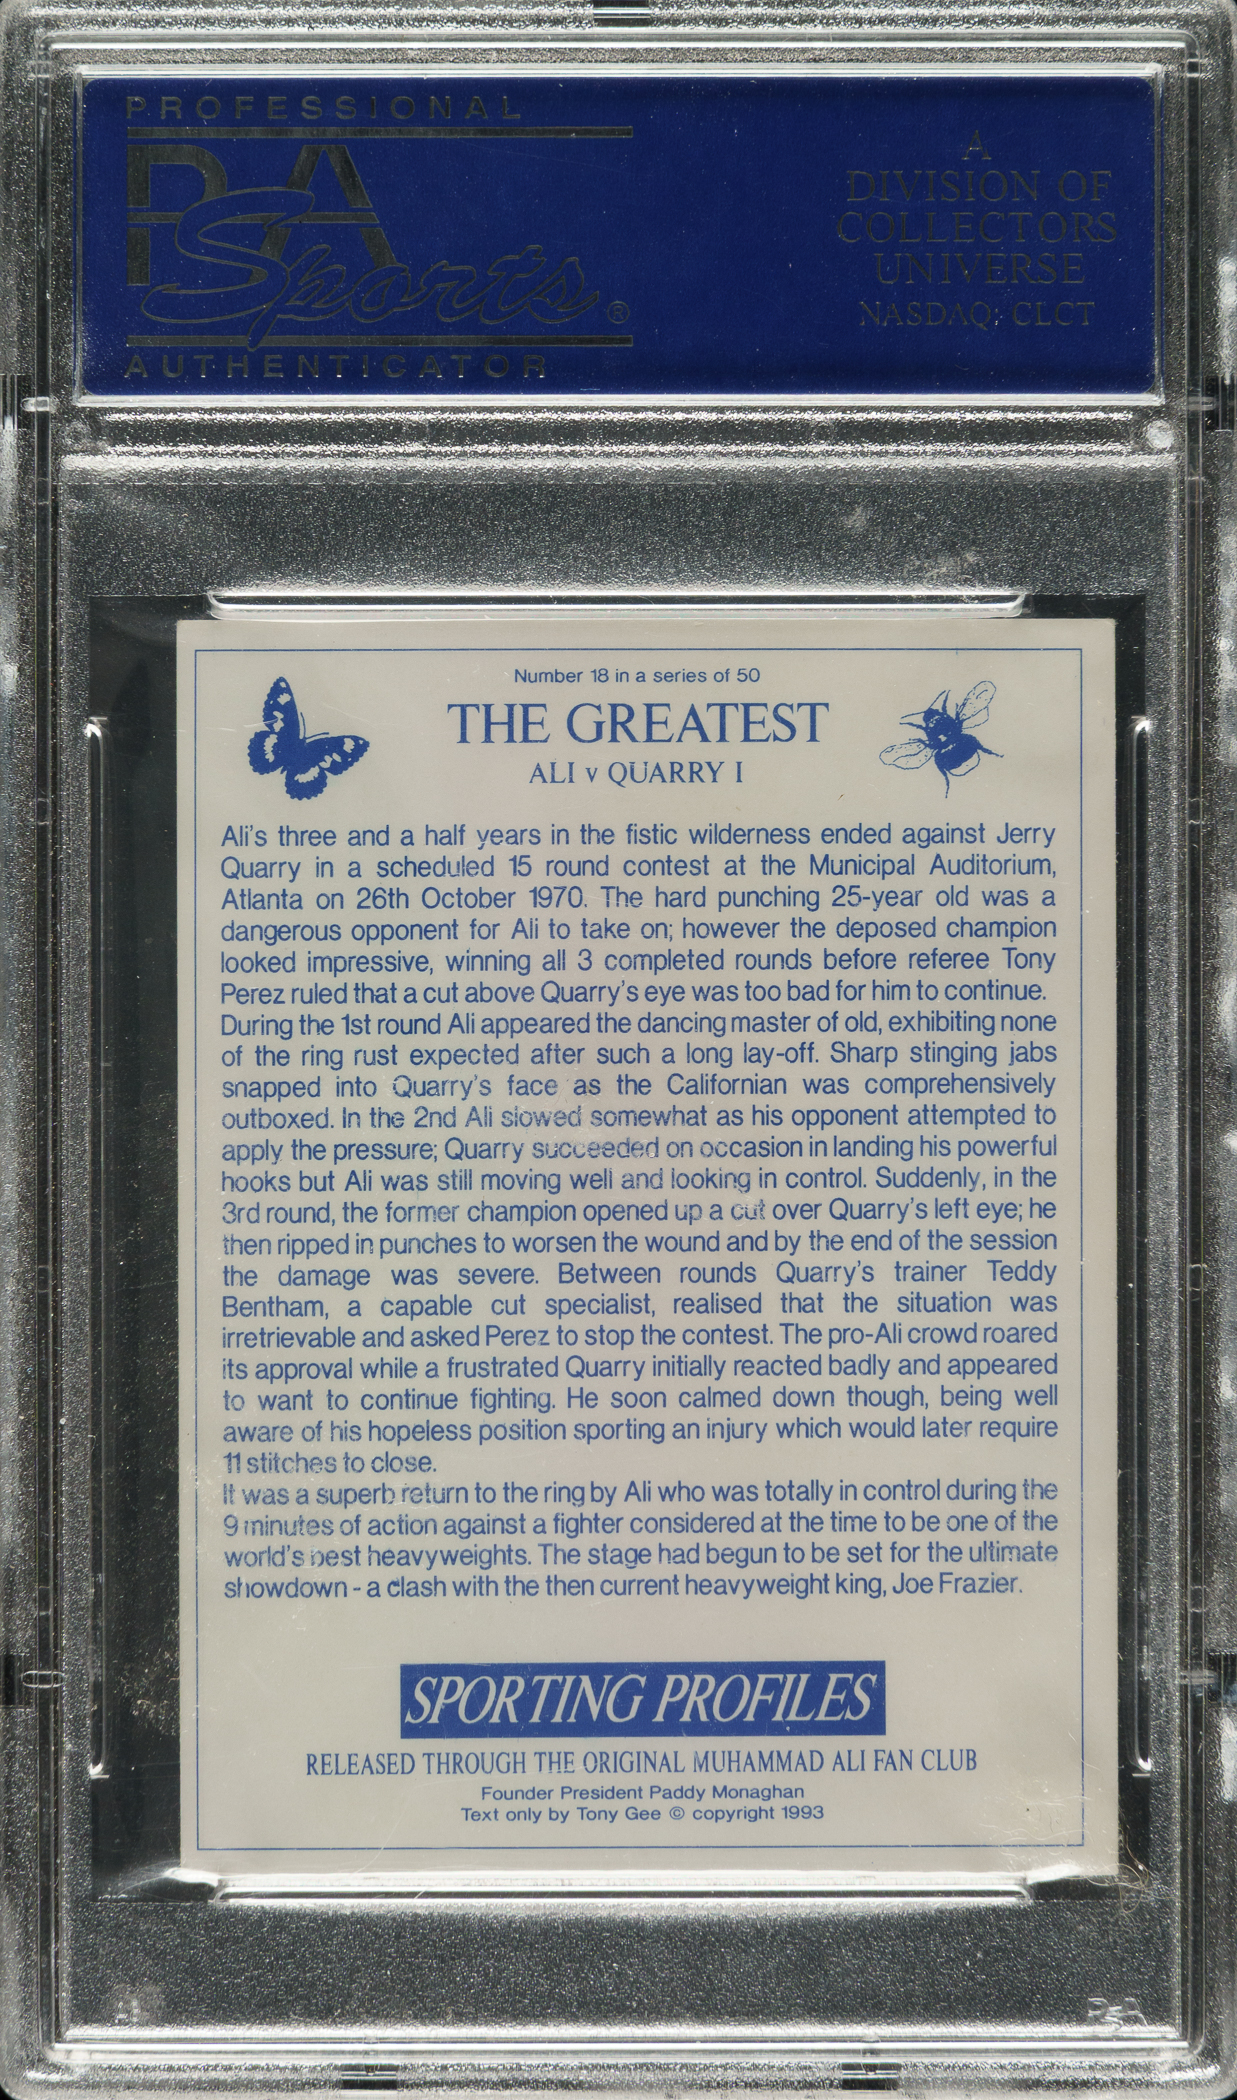 PROFESSIONAL
PSA
Sports®
AUTHENTICATOR
A
DIVISION OF
COLLECTORS
UNIVERSE
NASDAQ: CLCT
Number 18 in a series of 50
THE GREATEST
ALI v QUARRY I
Ali's three and a half years in the fistic wilderness ended against Jerry
Quarry in a scheduled 15 round contest at the Municipal Auditorium,
Atlanta on 26th October 1970. The hard punching 25-year old was a
dangerous opponent for Ali to take on; however the deposed champion
looked impressive, winning all 3 completed rounds before referee Tony
Perez ruled that a cut above Quarry's eye was too bad for him to continue.
During the 1st round Ali appeared the dancing master of old, exhibiting none
of the ring rust expected after such a long lay-off. Sharp stinging jabs
snapped into Quarry's face as the Californian was comprehensively
outboxed. In the 2nd Ali slowed somewhat as his opponent attempted to
apply the pressure; Quarry succeeded on occasion in landing his powerful
hooks but Ali was still moving well and looking in control. Suddenly, in the
3rd round, the former champion opened up a cut over Quarry's left eye; he
then ripped in punches to worsen the wound and by the end of the session
the damage was severe. Between rounds Quarry's trainer Teddy
Bentham, a capable cut specialist, realised that the situation was
irretrievable and asked Perez to stop the contest. The pro-Ali crowd roared
its approval while a frustrated Quarry initially reacted badly and appeared
to want to continue fighting. He soon calmed down though, being well
aware of his hopeless position sporting an injury which would later require
11 stitches to close.
It was a superb return to the ring by Ali who was totally in control during the
9 minutes of action against a fighter considered at the time to be one of the
world's best heavyweights. The stage had begun to be set for the ultimate
showdown - a clash with the then current heavyweight king, Joe Frazier.
SPORTING PROFILES
RELEASED THROUGH THE ORIGINAL MUHAMMAD ALI FAN CLUB
Founder President Paddy Monaghan
Text only by Tony Gee © copyright 1993
PSA